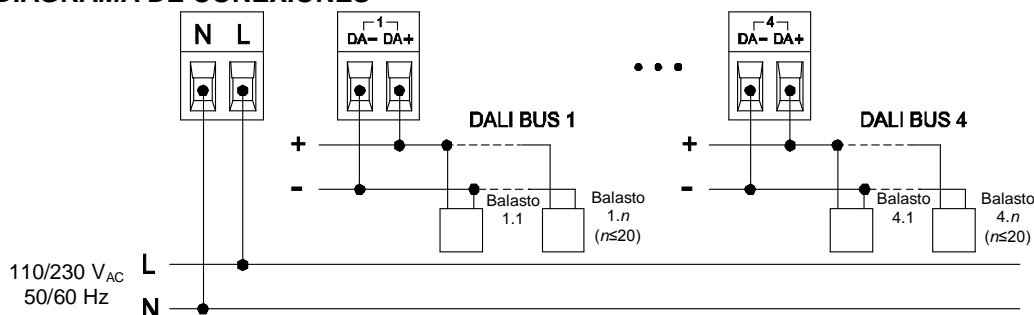 DIAGRAMA DE CONEXIONES
N L
1
DA- DA+
4
DA- DA+
DALI BUS 1
DALI BUS 4
+
+
-
-
Balasto
1.1
Balasto
1.n
(n≤20)
Balasto
4.1
Balasto
4.n
(n≤20)
110/230 VAC
50/60 Hz
L
N